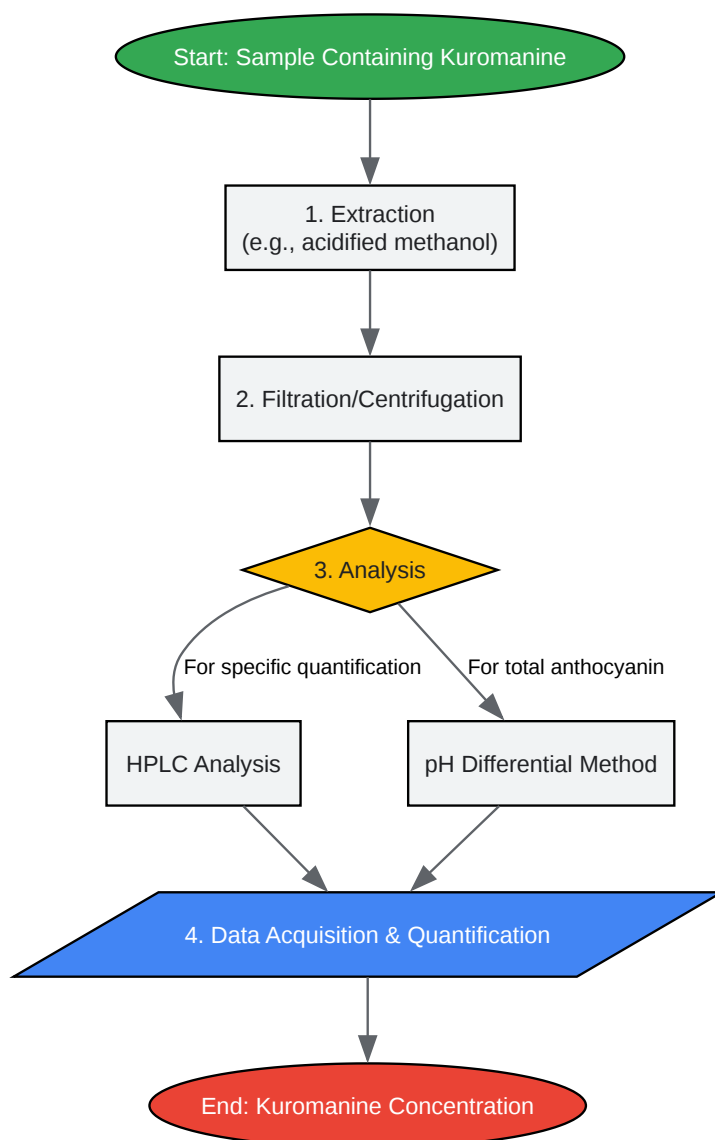 Start: Sample Containing Kuromanine
1. Extraction
(e.g., acidified methanol)
2. Filtration/Centrifugation
3. Analysis
For specific quantification
For total anthocyanin
HPLC Analysis
pH Differential Method
4. Data Acquisition & Quantification
End: Kuromanine Concentration